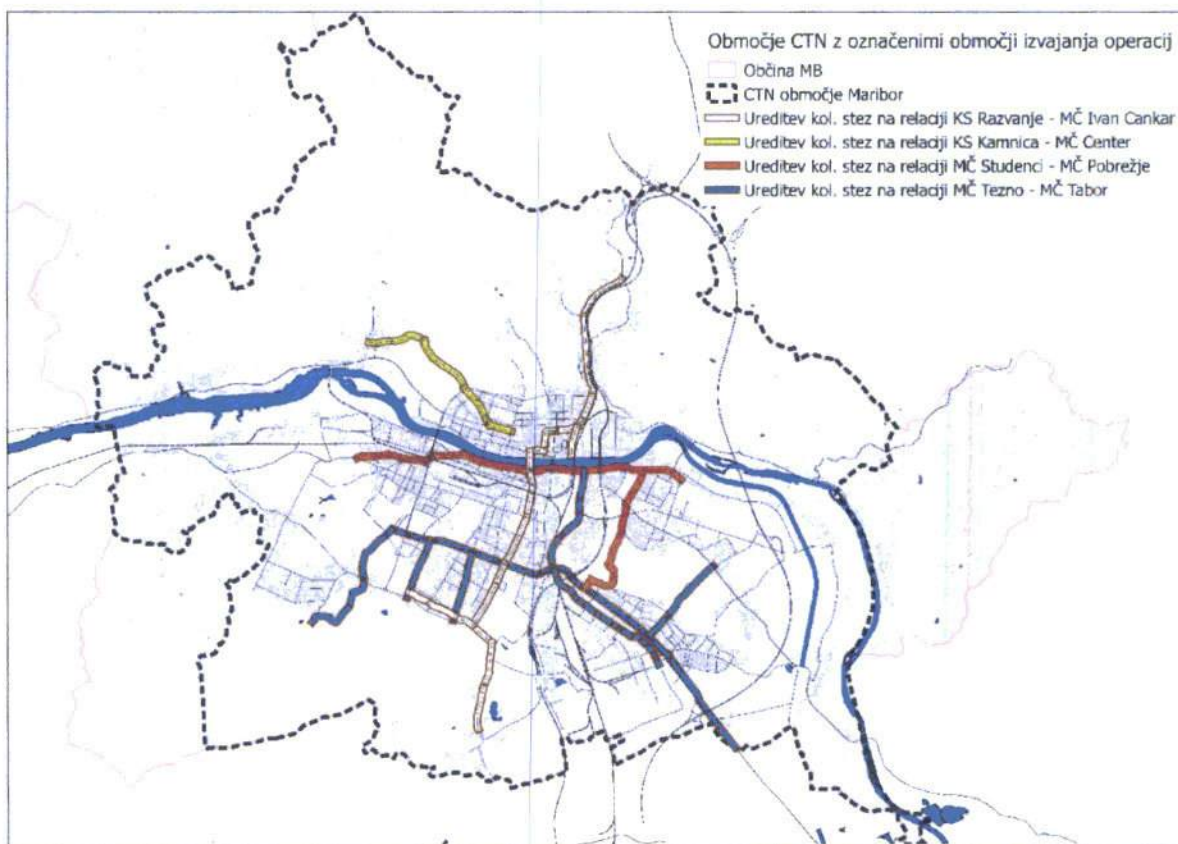 Območje CTN z označenimi območji izvajanja operacij
Občina MB
CTN območje Maribor
Ureditev kol. stez na relaciji KS Razvanje - MČ Ivan Cankar
Ureditev kol. stez na relaciji KS Kamnica - MČ Center
Ureditev kol. stez na relaciji MČ Studenci - MČ Pobrežje
Ureditev kol. stez na relaciji MČ Tezno - MČ Tabor